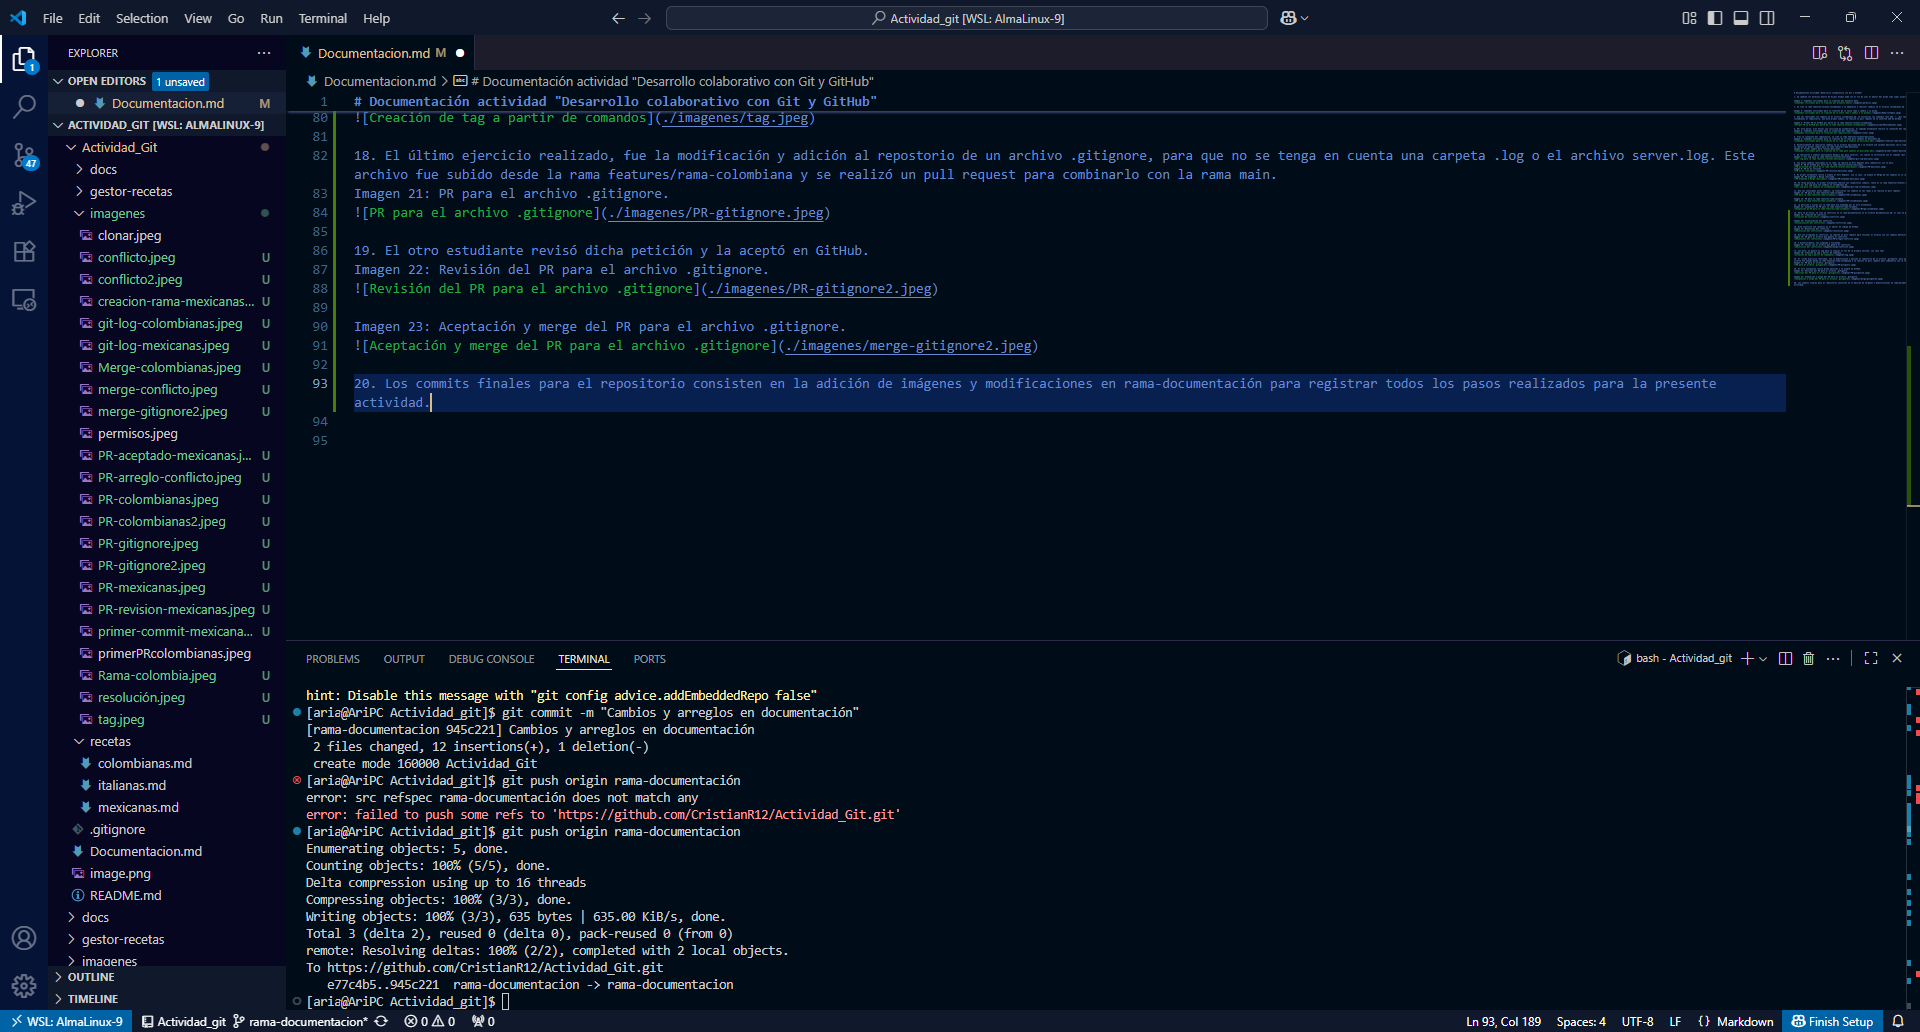 File Edit Selection View Go Run Terminal Help
Actividad_git [WSL: AlmaLinux-9]
EXPLORER
OPEN EDITORS 1 unsaved
Documentacion.md M
ACTIVIDAD_GIT [WSL: ALMALINUX-9]
Actividad_Git
docs
gestor-recetas
imagenes
clonar.jpeg
conflicto.jpeg U
conflicto2.jpeg U
creacion-rama-mexicanas... U
git-log-colombianas.jpeg U
git-log-mexicanas.jpeg U
Merge-colombianas.jpeg U
merge-conflicto.jpeg U
merge-gitignore2.jpeg U
permisos.jpeg
PR-aceptado-mexicanas.j... U
PR-arreglo-conflicto.jpeg U
PR-colombianas.jpeg U
PR-colombianas2.jpeg U
PR-gitignore.jpeg U
PR-gitignore2.jpeg U
PR-mexicanas.jpeg U
PR-revision-mexicanas.jpeg U
primer-commit-mexicana... U
primerPRcolombianas.jpeg
Rama-colombia.jpeg U
resolución.jpeg U
tag.jpeg U
recetas
colombianas.md
italianas.md
mexicanas.md
.gitignore
Documentacion.md
image.png
README.md
docs
gestor-recetas
imagenes
OUTLINE
TIMELINE
1
47
Documentacion.md M
Documentacion.md > # Documentación actividad "Desarrollo colaborativo con Git y GitHub"
1 # Documentación actividad "Desarrollo colaborativo con Git y GitHub"
80 ![Creación de tag a partir de comandos](./imagenes/tag.jpeg)
81
82 18. El último ejercicio realizado, fue la modificación y adición al repostorio de un archivo .gitignore, para que no se tenga en cuenta una carpeta .log o el archivo server.log. Este
archivo fue subido desde la rama features/rama-colombiana y se realizó un pull request para combinarlo con la rama main.
83 Imagen 21: PR para el archivo .gitignore.
84 ![PR para el archivo .gitignore](./imagenes/PR-gitignore.jpeg)
85
86 19. El otro estudiante revisó dicha petición y la aceptó en GitHub.
87 Imagen 22: Revisión del PR para el archivo .gitignore.
88 ![Revisión del PR para el archivo .gitignore](./imagenes/PR-gitignore2.jpeg)
89
90 Imagen 23: Aceptación y merge del PR para el archivo .gitignore.
91 ![Aceptación y merge del PR para el archivo .gitignore](./imagenes/merge-gitignore2.jpeg)
92
93 20. Los commits finales para el repositorio consisten en la adición de imágenes y modificaciones en rama-documentación para registrar todos los pasos realizados para la presente
actividad.
94
95
PROBLEMS OUTPUT DEBUG CONSOLE TERMINAL PORTS
bash - Actividad_git
hint: Disable this message with "git config advice.addEmbeddedRepo false"
[aria@AriPC Actividad_git]$ git commit -m "Cambios y arreglos en documentación"
[rama-documentacion 945c221] Cambios y arreglos en documentación
2 files changed, 12 insertions(+), 1 deletion(-)
create mode 160000 Actividad_Git
[aria@AriPC Actividad_git]$ git push origin rama-documentación
error: src refspec rama-documentación does not match any
error: failed to push some refs to 'https://github.com/CristianR12/Actividad_Git.git'
[aria@AriPC Actividad_git]$ git push origin rama-documentacion
Enumerating objects: 5, done.
Counting objects: 100% (5/5), done.
Delta compression using up to 16 threads
Compressing objects: 100% (3/3), done.
Writing objects: 100% (3/3), 635 bytes | 635.00 KiB/s, done.
Total 3 (delta 2), reused 0 (delta 0), pack-reused 0 (from 0)
remote: Resolving deltas: 100% (2/2), completed with 2 local objects.
To https://github.com/CristianR12/Actividad_Git.git
e77c4b5..945c221 rama-documentacion -> rama-documentacion
[aria@AriPC Actividad_git]$
WSL: AlmaLinux-9 Actividad_git rama-documentacion* 0 0 0 Ln 93, Col 189 Spaces: 4 UTF-8 LF {} Markdown Finish Setup